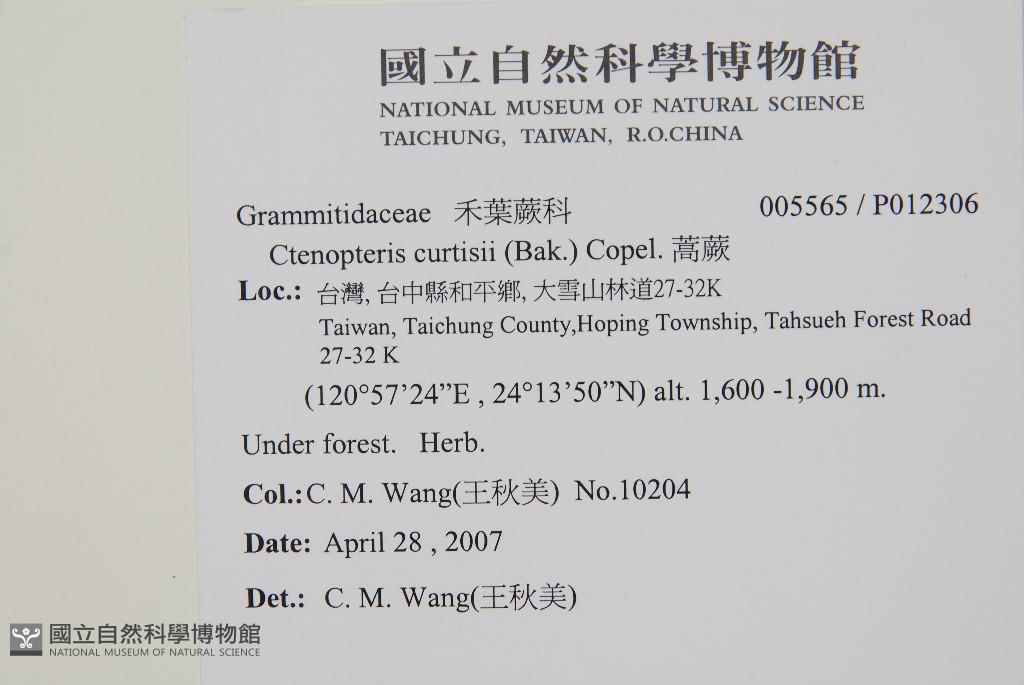 國立自然科學博物館
NATIONAL MUSEUM OF NATURAL SCIENCE
TAICHUNG, TAIWAN, R.O.CHINA
Grammitidaceae 禾葉蕨科 005565 / P012306
Ctenopteris curtisii (Bak.) Copel. 蒿蕨
Loc.: 台灣, 台中縣和平鄉, 大雪山林道27-32K
Taiwan, Taichung County,Hoping Township, Tahsueh Forest Road
27-32 K
(120°57’24”E , 24°13’50”N) alt. 1,600 -1,900 m.
Under forest. Herb.
Col.: C. M. Wang(王秋美) No.10204
Date: April 28 , 2007
Det.: C. M. Wang(王秋美)
國立自然科學博物館
NATIONAL MUSEUM OF NATURAL SCIENCE